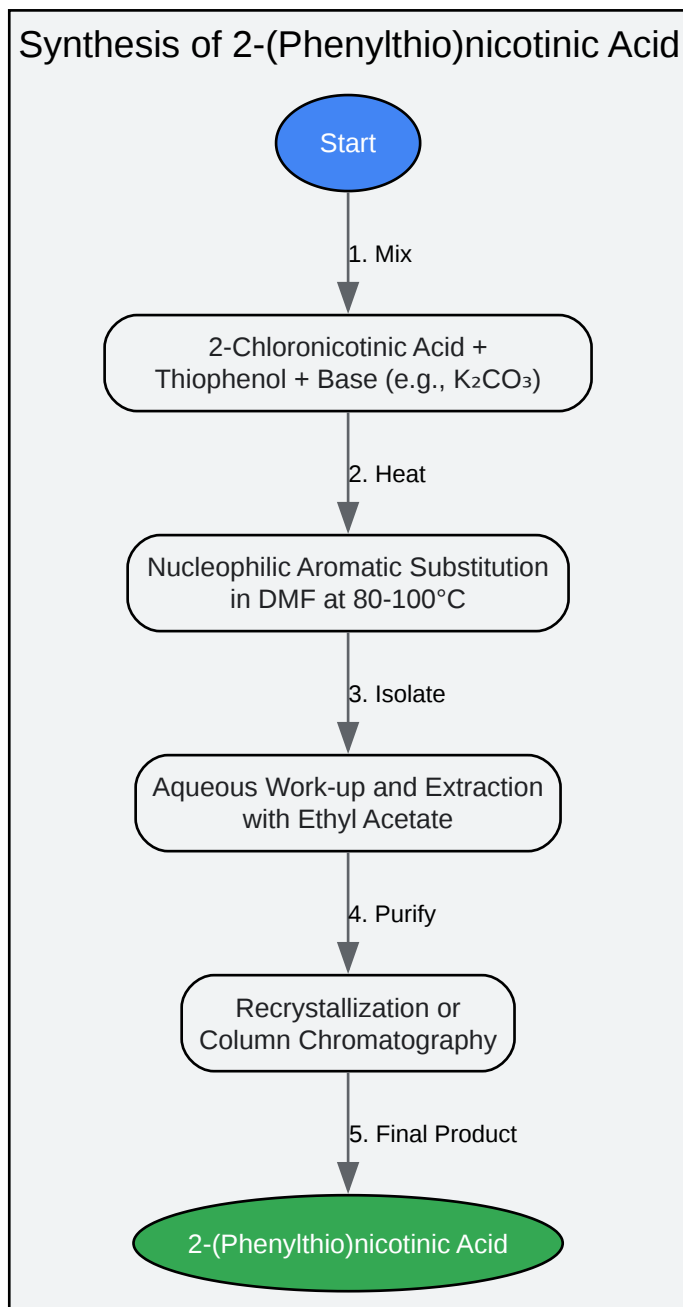 Synthesis of 2-(Phenylthio)nicotinic Acid
Start
1. Mix
2-Chloronicotinic Acid +
Thiophenol + Base (e.g., K₂CO₃)
2. Heat
Nucleophilic Aromatic Substitution
in DMF at 80-100°C
3. Isolate
Aqueous Work-up and Extraction
with Ethyl Acetate
4. Purify
Recrystallization or
Column Chromatography
5. Final Product
2-(Phenylthio)nicotinic Acid